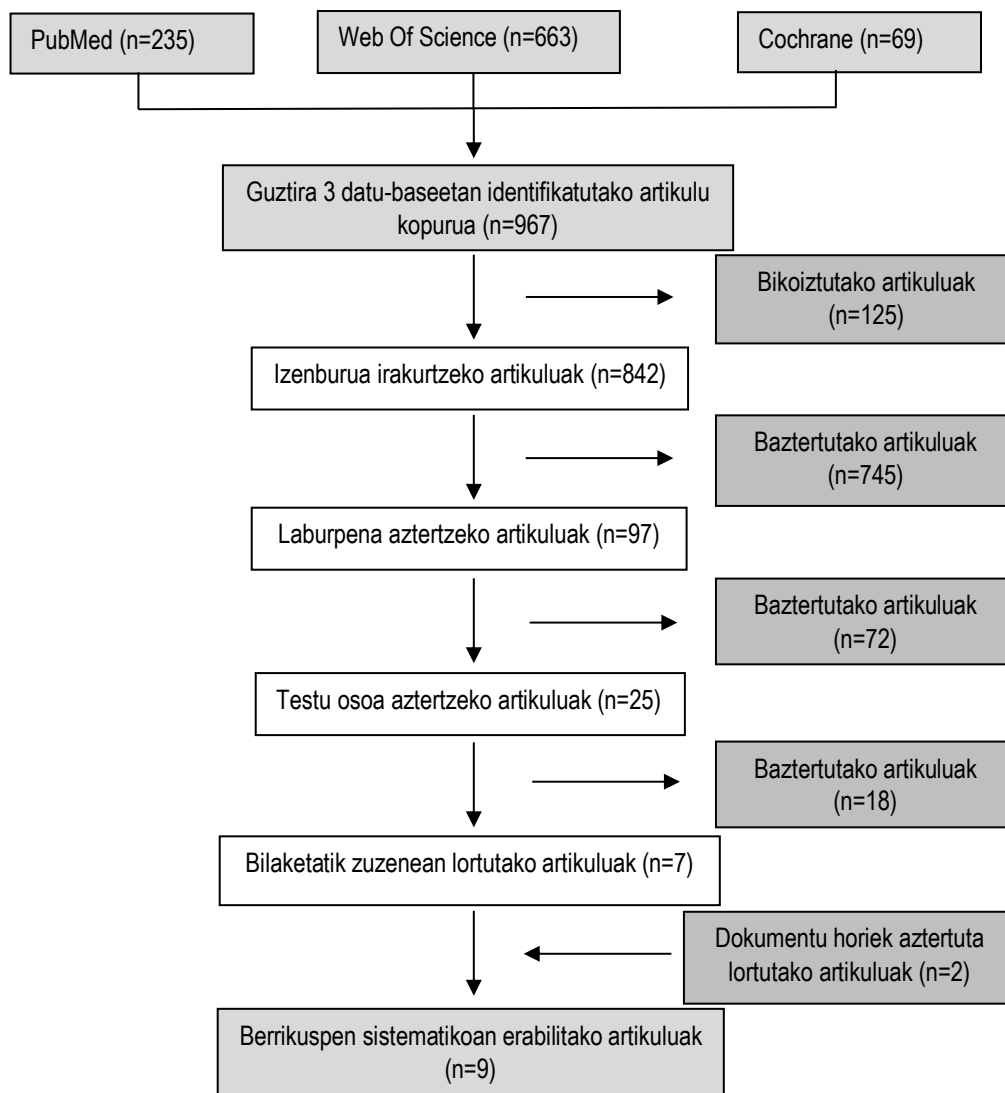 PubMed (n=235)
Web Of Science (n=663)
Cochrane (n=69)
Guztira 3 datu-baseetan identifikatutako artikulu
kopurua (n=967)
Bikoiztutako artikuluak
(n=125)
Izenburua irakurtzeko artikuluak (n=842)
Baztertutako artikuluak
(n=745)
Laburpena aztertzeko artikuluak (n=97)
Baztertutako artikuluak
(n=72)
Testu osoa aztertzeko artikuluak (n=25)
Baztertutako artikuluak
(n=18)
Bilaketatik zuzenean lortutako artikuluak (n=7)
Dokumentu horiek aztertuta
lortutako artikuluak (n=2)
Berrikuspen sistematikoan erabilitako artikuluak
(n=9)